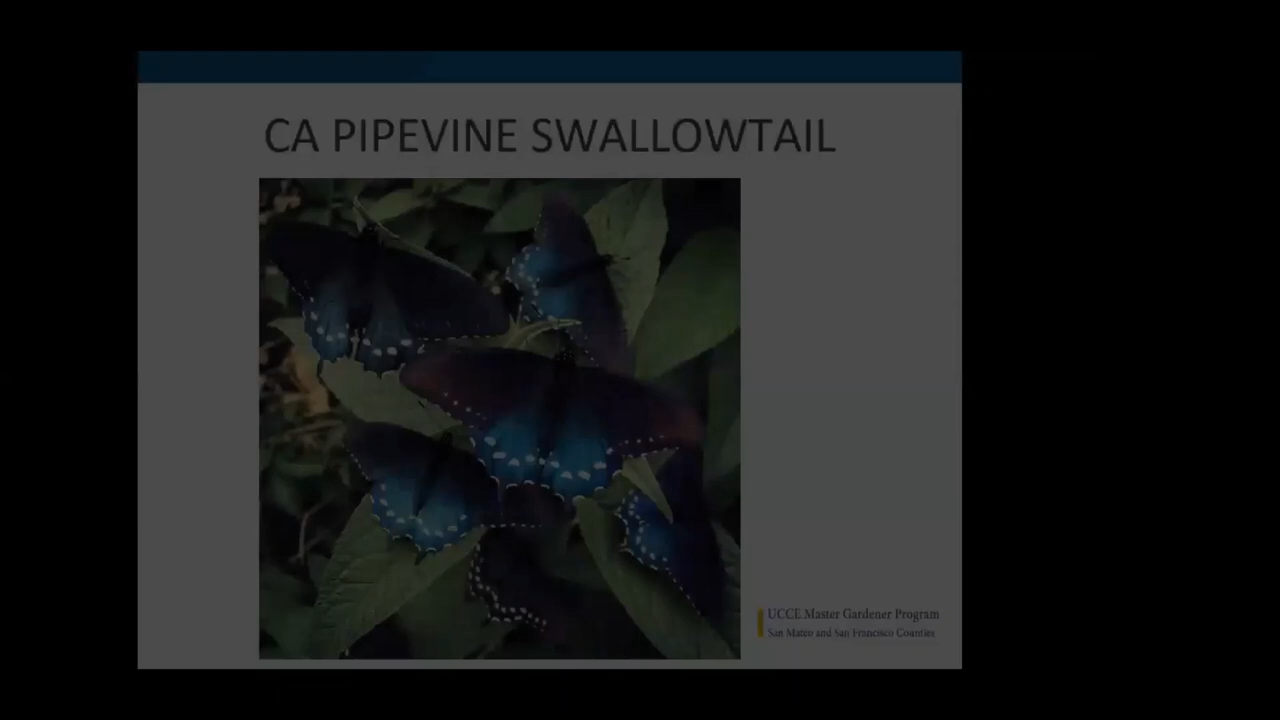 CA PIPEVINE SWALLOWTAIL
UCCE Master Gardener Program
San Mateo and San Francisco Counties